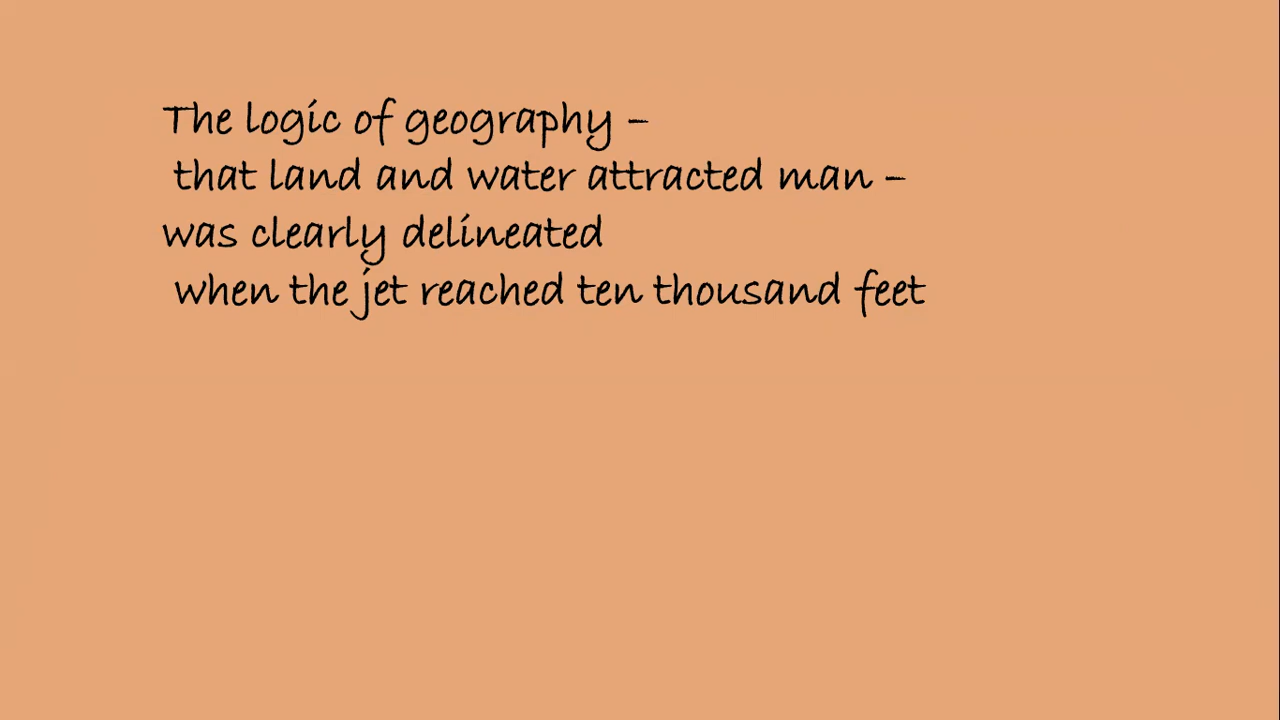 The logic of geography –
that land and water attracted man –
was clearly delineated
when the jet reached ten thousand feet